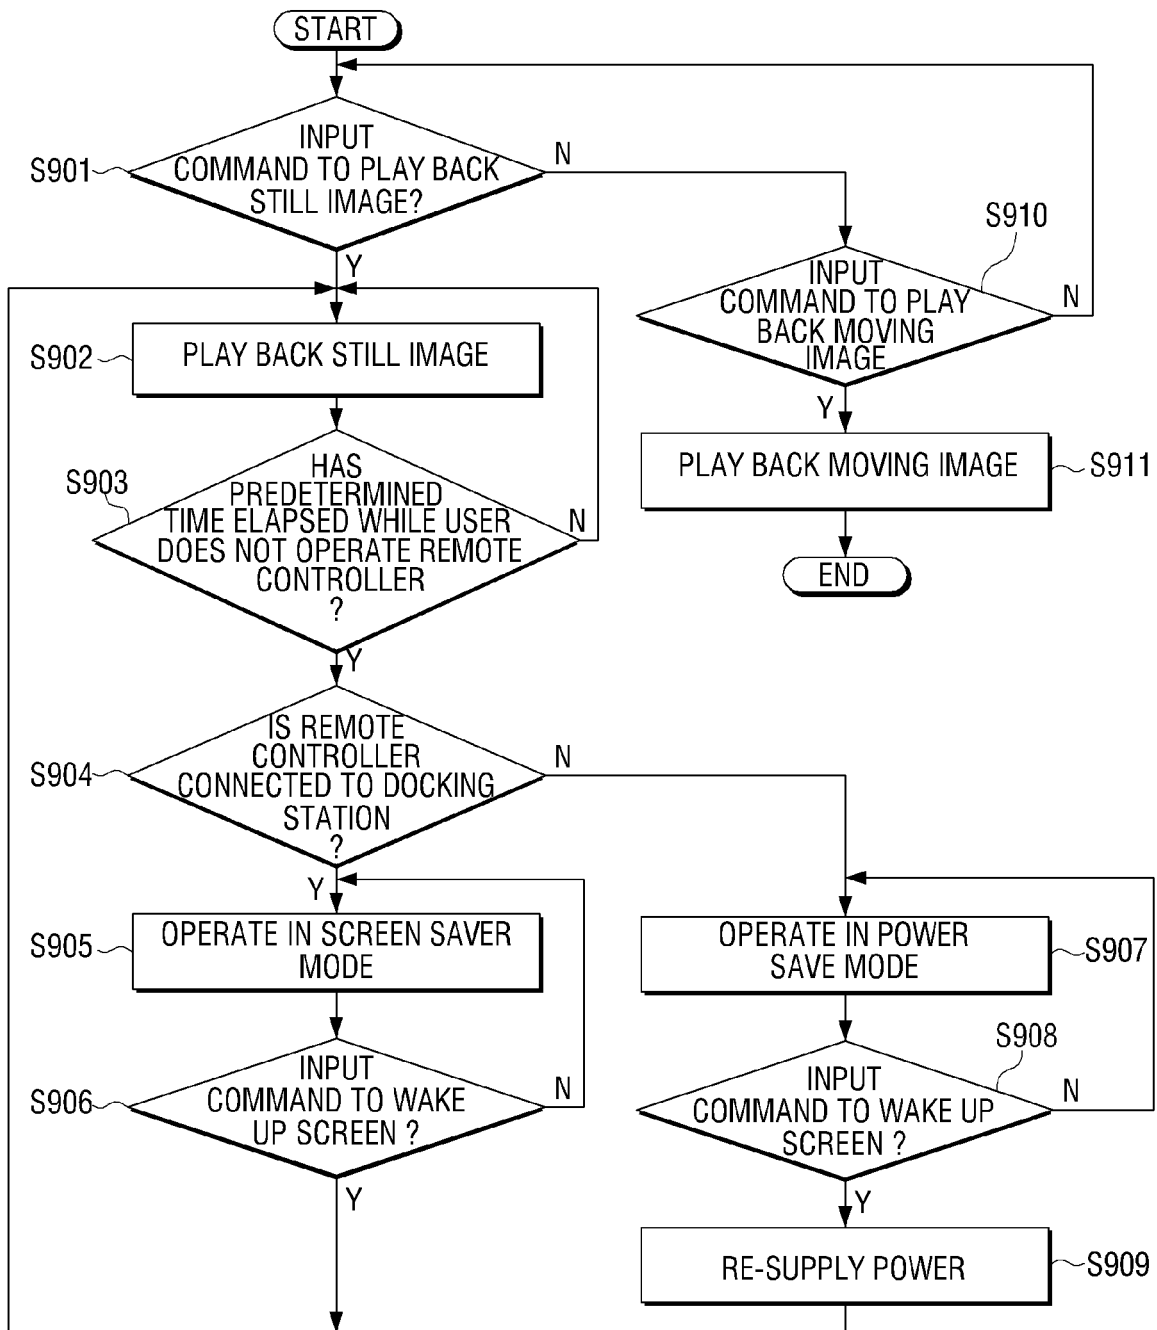 START
INPUT
COMMAND TO PLAY BACK
STILL IMAGE?
S901
N
Y
S910
INPUT
COMMAND TO PLAY
BACK MOVING
IMAGE
N
Y
S902
PLAY BACK STILL IMAGE
PLAY BACK MOVING IMAGE
S911
END
S903
HAS
PREDETERMINED
TIME ELAPSED WHILE USER
DOES NOT OPERATE REMOTE
CONTROLLER
?
N
Y
S904
IS REMOTE
CONTROLLER
CONNECTED TO DOCKING
STATION
?
N
Y
S905
OPERATE IN SCREEN SAVER
MODE
OPERATE IN POWER
SAVE MODE
S907
S906
INPUT
COMMAND TO WAKE
UP SCREEN ?
N
Y
S908
INPUT
COMMAND TO WAKE UP
SCREEN ?
N
Y
RE-SUPPLY POWER
S909